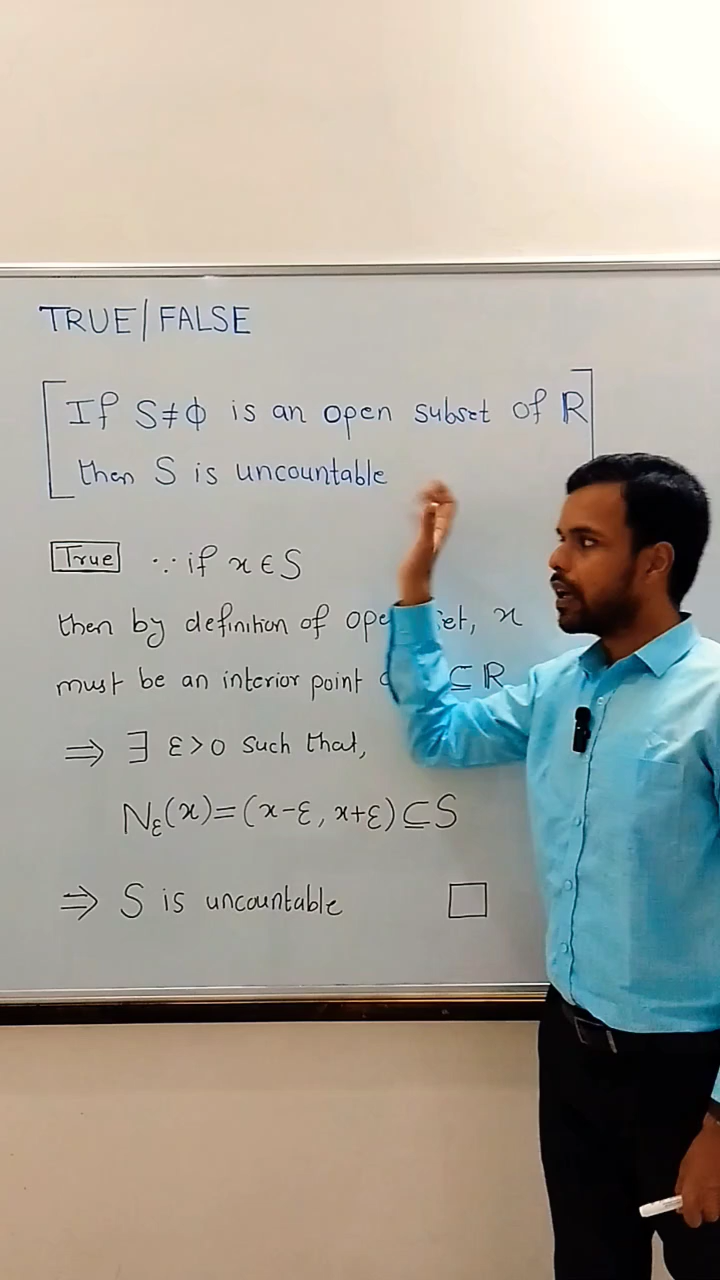 TRUE/FALSE
If S≠ϕ is an open subset of ℝ
then S is uncountable
True ∵ if x∈S
then by definition of ope et, x
must be an interior point ⊆ ℝ
⇒ ∃ ε>0 such that,
Nε(x)=(x-ε, x+ε)⊆S
⇒ S is uncountable □